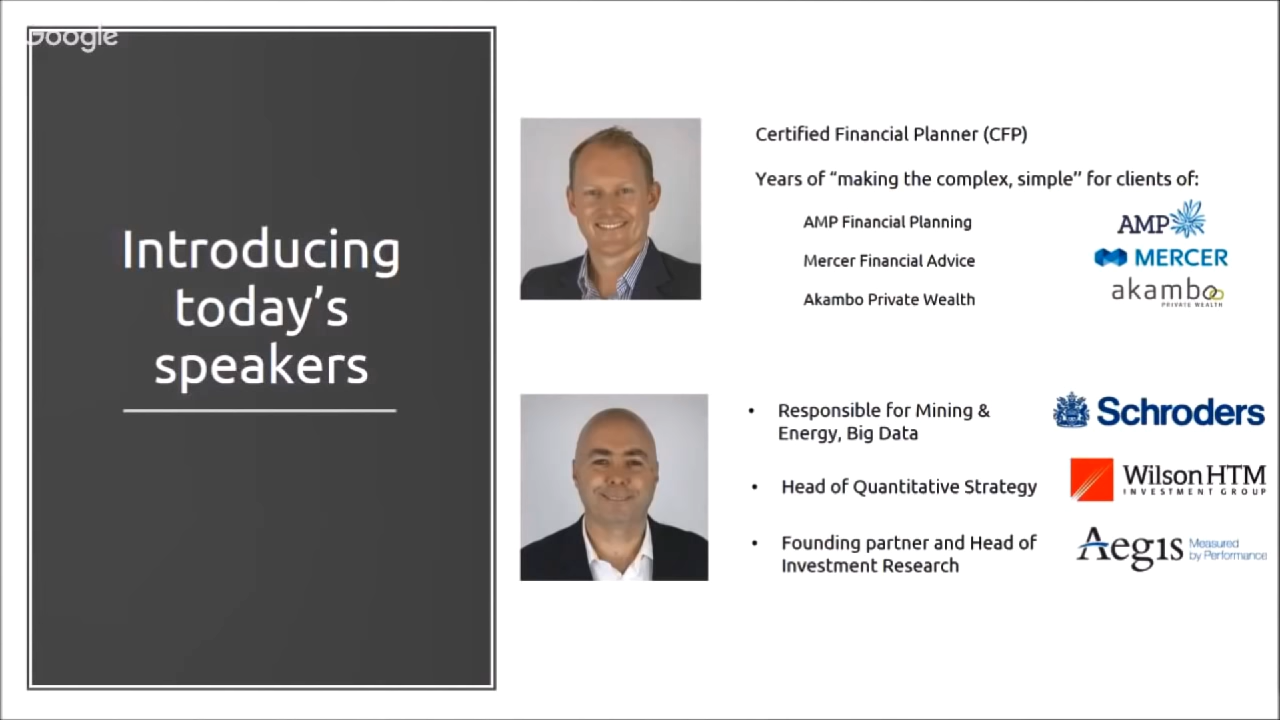 Google
Introducing
today’s
speakers
Certified Financial Planner (CFP)
Years of “making the complex, simple” for clients of:
AMP Financial Planning
Mercer Financial Advice
Akambo Private Wealth
AMP
MERCER
akambo
PRIVATE WEALTH
• Responsible for Mining &
Energy, Big Data
• Head of Quantitative Strategy
• Founding partner and Head of
Investment Research
Schroders
Wilson HTM
INVESTMENT GROUP
Aegis
Measured
by Performance